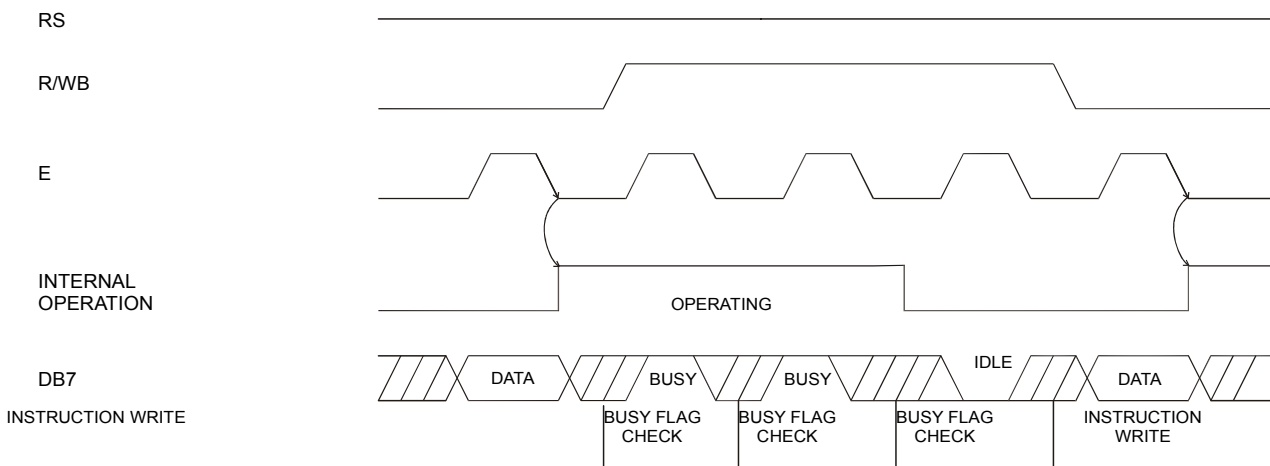 RS
R/WB
E
INTERNAL
OPERATION
OPERATING
DB7
DATA
BUSY
BUSY
IDLE
DATA
INSTRUCTION WRITE
BUSY FLAG
CHECK
BUSY FLAG
CHECK
BUSY FLAG
CHECK
INSTRUCTION
WRITE